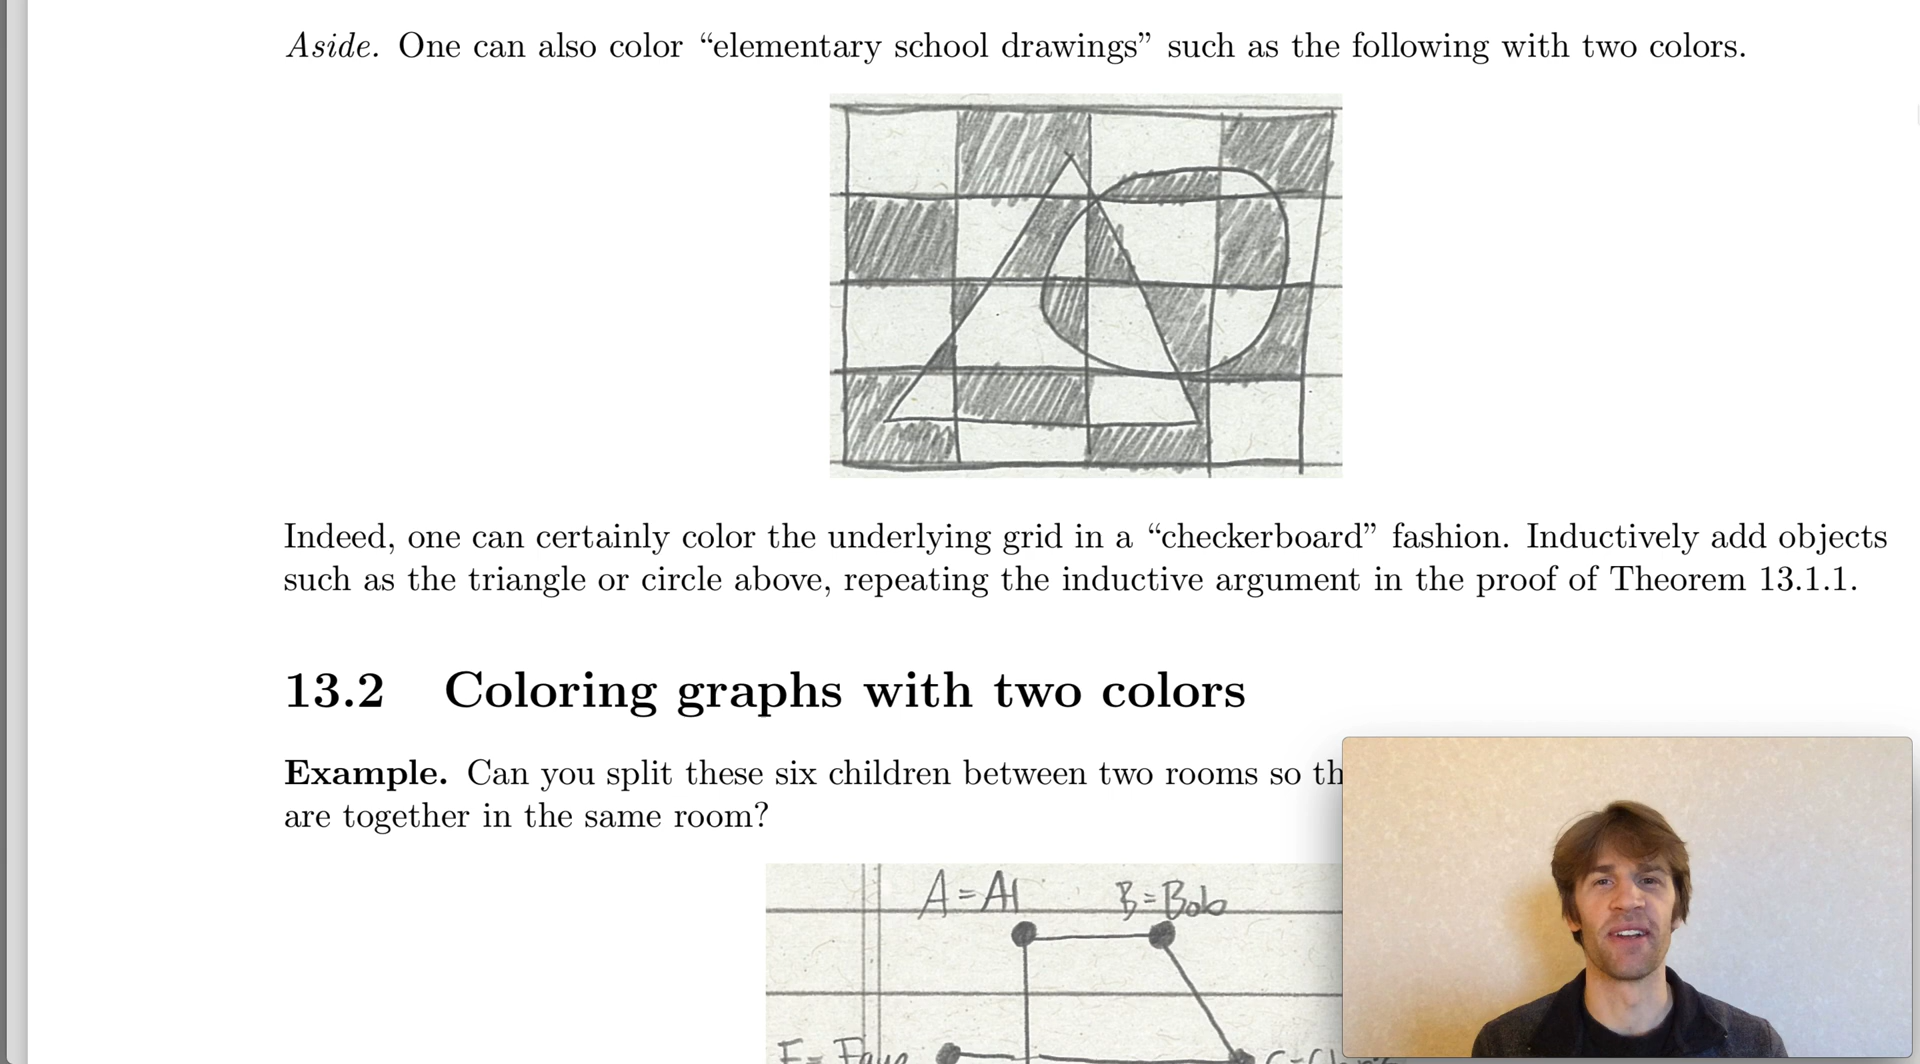 Aside. One can also color “elementary school drawings” such as the following with two colors.
Indeed, one can certainly color the underlying grid in a “checkerboard” fashion. Inductively add objects
such as the triangle or circle above, repeating the inductive argument in the proof of Theorem 13.1.1.
13.2 Coloring graphs with two colors
Example. Can you split these six children between two rooms so th
are together in the same room?
A=Al B=Bob
F=Faye